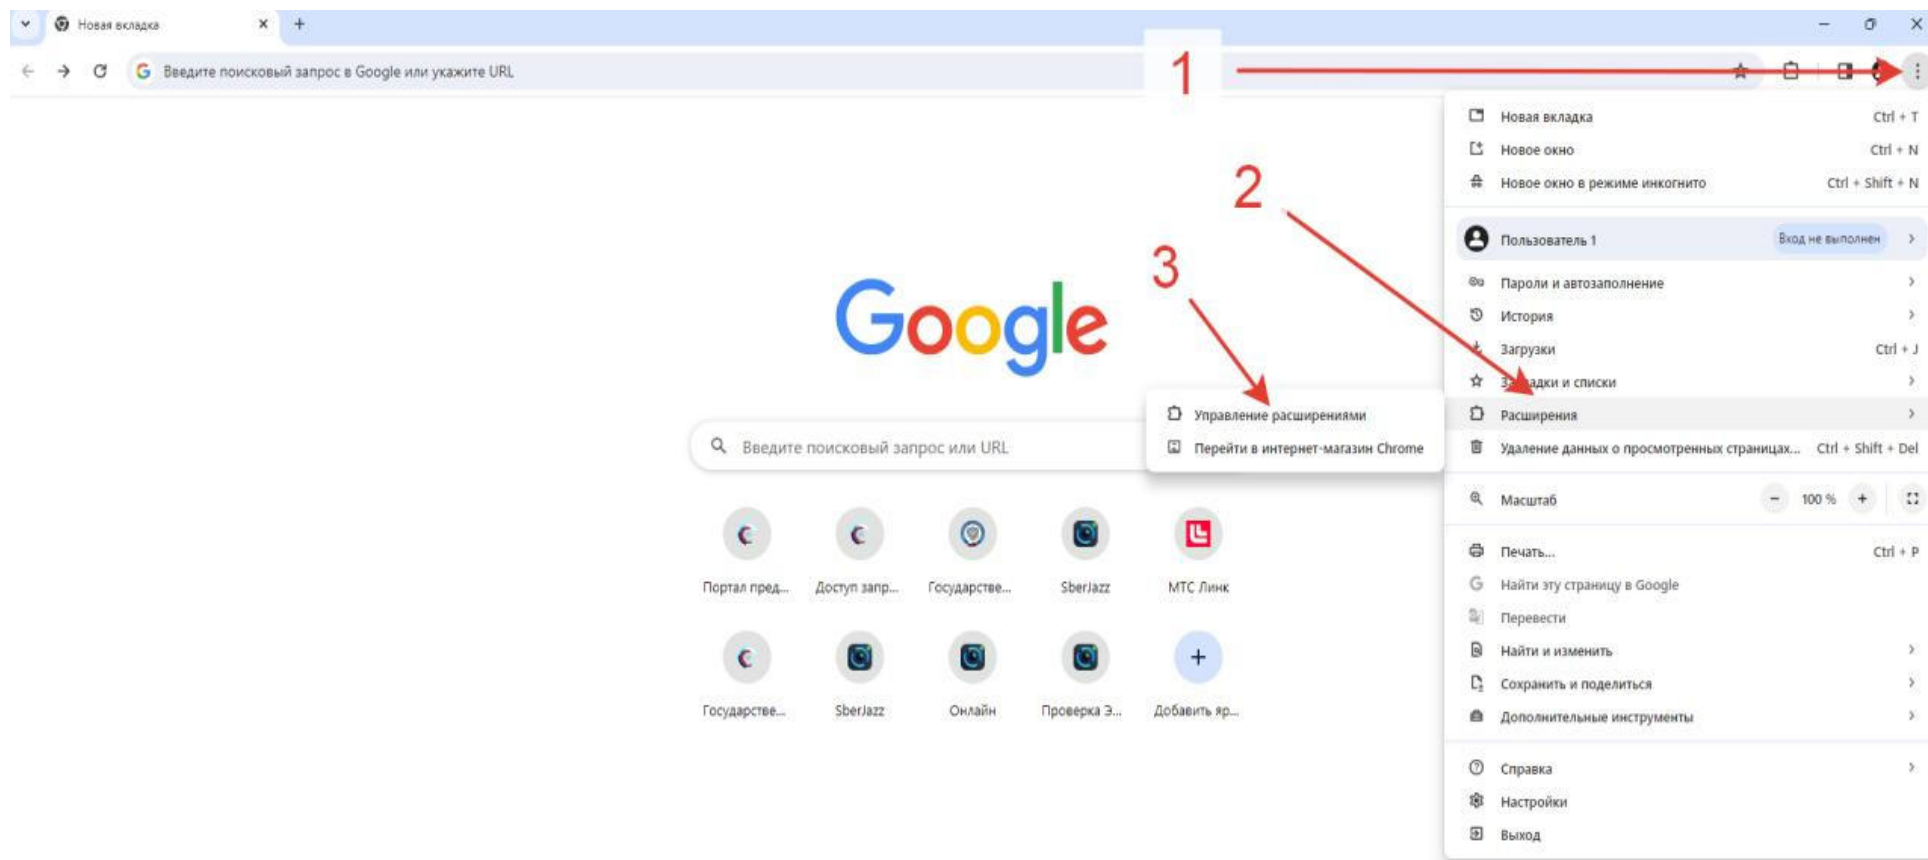 Новая вкладка
Введите поисковый запрос в Google или укажите URL
1
Новая вкладка Ctrl + T
Новое окно Ctrl + N
Новое окно в режиме инкогнито Ctrl + Shift + N
2
Пользователь 1 Вход не выполнен
3
Пароли и автозаполнение
История
Загрузки Ctrl + J
Google
и списки
Управление расширениями
Расширения
Введите поисковый запрос или URL
Перейти в интернет-магазин Chrome
Удаление данных о просмотренных страницах... Ctrl + Shift + Del
Масштаб - 100 % +
Печать... Ctrl + P
Портал пред... Доступ запр... Государстве... SberJazz МТС Линк
Найти эту страницу в Google
Перевести
Найти и изменить
Сохранить и поделиться
Государстве... SberJazz Онлайн Проверка Э... Добавить яр...
Дополнительные инструменты
Справка
Настройки
Выход